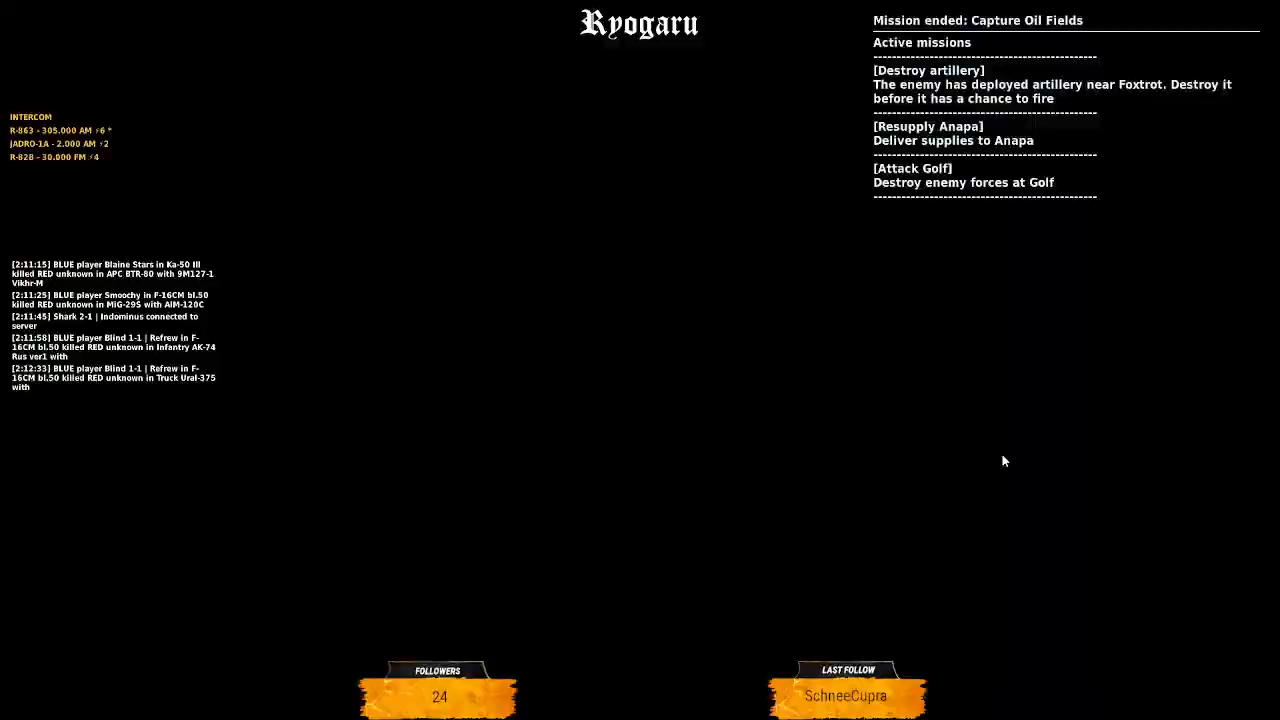 Ryogaru
Mission ended: Capture Oil Fields
Active missions
[Destroy artillery]
The enemy has deployed artillery near Foxtrot. Destroy it
before it has a chance to fire
[Resupply Anapa]
Deliver supplies to Anapa
[Attack Golf]
Destroy enemy forces at Golf
INTERCOM
R-863 - 305.000 AM ⚡6 *
JADRO-1A - 2.000 AM ⚡2
R-828 - 30.000 FM ⚡4
[2:11:15] BLUE player Blaine Stars in Ka-50 III
killed RED unknown in APC BTR-80 with 9M127-1
Vikhr-M
[2:11:25] BLUE player Smoochy in F-16CM bl.50
killed RED unknown in MiG-29S with AIM-120C
[2:11:45] Shark 2-1 | Indominus connected to
server
[2:11:58] BLUE player Blind 1-1 | Refrew in F-
16CM bl.50 killed RED unknown in Infantry AK-74
Rus ver1 with
[2:12:33] BLUE player Blind 1-1 | Refrew in F-
16CM bl.50 killed RED unknown in Truck Ural-375
with
FOLLOWERS
24
LAST FOLLOW
SchneeCupra